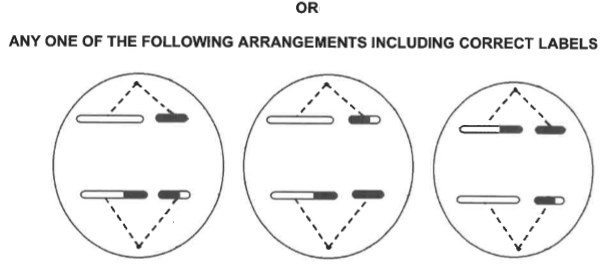 OR
ANY ONE OF THE FOLLOWING ARRANGEMENTS INCLUDING CORRECT LABELS